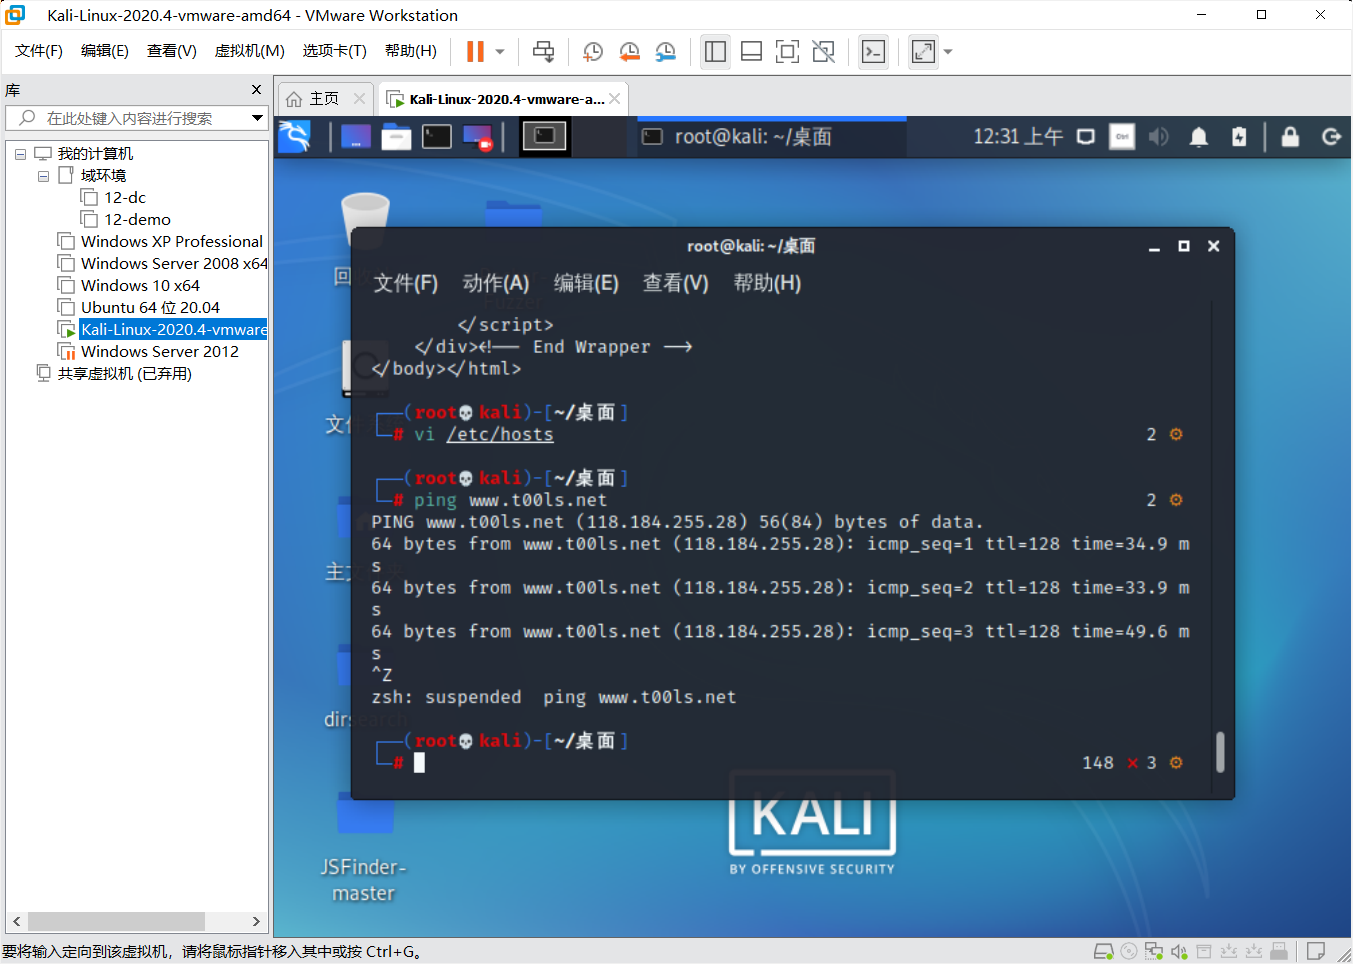 Kali-Linux-2020.4-vmware-amd64 - VMware Workstation
文件(F) 编辑(E) 查看(V) 虚拟机(M) 选项卡(T) 帮助(H)
库
在此处键入内容进行搜索
我的计算机
域环境
12-dc
12-demo
Windows XP Professional
Windows Server 2008 x64
Windows 10 x64
Ubuntu 64 位 20.04
Kali-Linux-2020.4-vmware
Windows Server 2012
共享虚拟机 (已弃用)
主页
Kali-Linux-2020.4-vmware-a...
root@kali: ~/桌面
12:31 上午
Ctrl
root@kali: ~/桌面
文件(F) 动作(A) 编辑(E) 查看(V) 帮助(H)
</script>
</div><!-- End Wrapper -->
</body></html>
(root💀kali)-[~/桌面]
# vi /etc/hosts 2 ⚙
(root💀kali)-[~/桌面]
# ping www.t00ls.net 2 ⚙
PING www.t00ls.net (118.184.255.28) 56(84) bytes of data.
64 bytes from www.t00ls.net (118.184.255.28): icmp_seq=1 ttl=128 time=34.9 m
s
64 bytes from www.t00ls.net (118.184.255.28): icmp_seq=2 ttl=128 time=33.9 m
s
64 bytes from www.t00ls.net (118.184.255.28): icmp_seq=3 ttl=128 time=49.6 m
s
^Z
zsh: suspended  ping www.t00ls.net
(root💀kali)-[~/桌面]
# 148 ⨯ 3 ⚙
回
Fuzzer
文件
主文
dirsearch
JSFinder-
master
KALI
BY OFFENSIVE SECURITY
要将输入定向到该虚拟机，请将鼠标指针移入其中或按 Ctrl+G。